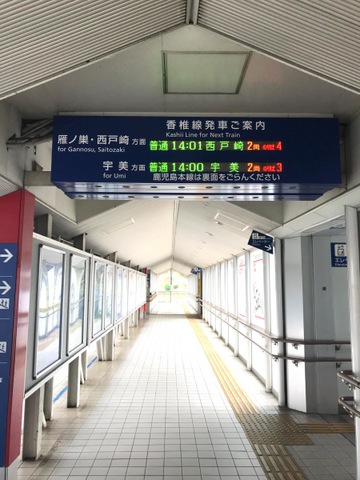 香椎線発車ご案内
Kashii Line for Next Train
雁ノ巣・西戸崎 方面
for Gannosu, Saitozaki
普通 14:01 西戸崎 2両 のりば 4
宇美 方面
for Umi
普通 14:00 宇美 2両 のりば 3
鹿児島本線は裏面をごらんください